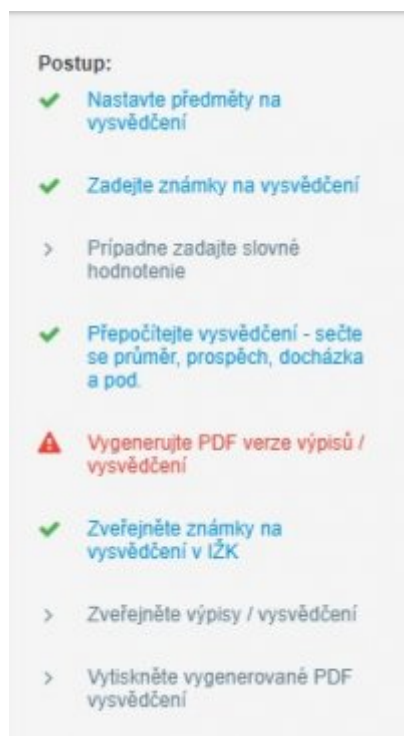 Postup:
Nastavte předměty na
vysvědčení
Zadejte známky na vysvědčení
Prípadne zadajte slovné
hodnotenie
Přepočítejte vysvědčení - sečte
se průměr, prospěch, docházka
a pod.
Vygenerujte PDF verze výpisů /
vysvědčení
Zveřejněte známky na
vysvědčení v IŽK
Zveřejněte výpisy / vysvědčení
Vytiskněte vygenerované PDF
vysvědčení